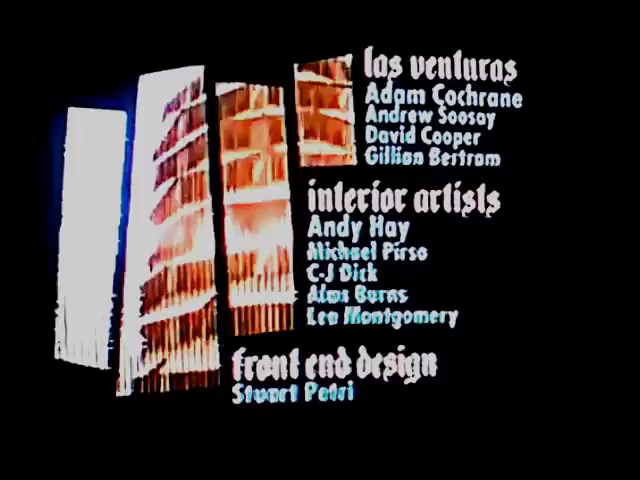 las venturas
Adam Cochrane
Andrew Soosay
David Cooper
Gillian Bertram
interior artists
Andy Hay
Michael Pirso
C-J Dick
Alan Burns
Lee Montgomery
front end design
Stuart Petri